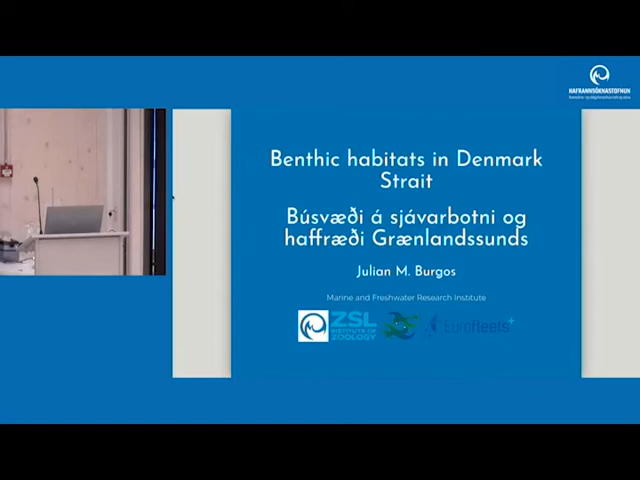 HAFRANNSÓKNASTOFNUN
Benthic habitats in Denmark
Strait
Búsvæði á sjávarbotni og
haffræði Grænlandssunds
Julian M. Burgos
Marine and Freshwater Research Institute
ZSL
INSTITUTE OF
ZOOLOGY
Eurofleets+